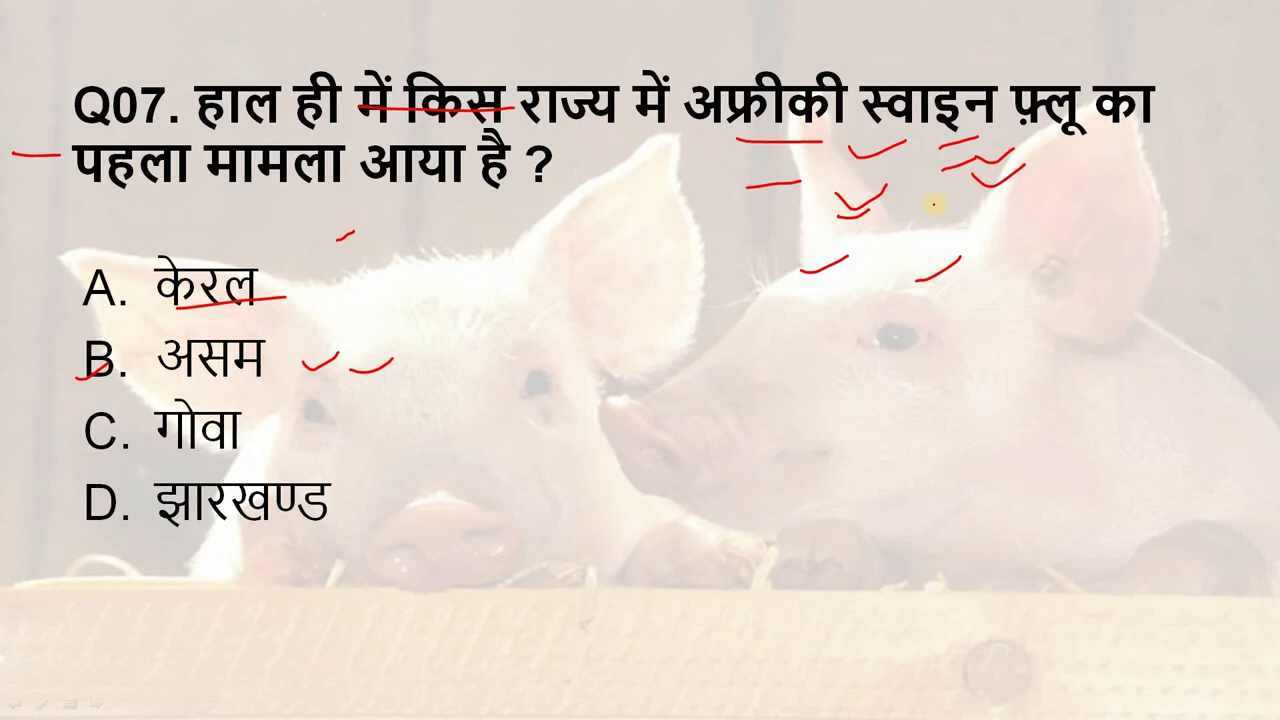 Q07. हाल ही में किस राज्य में अफ्रीकी स्वाइन फ़्लू का
पहला मामला आया है ?
A. केरल
B. असम
C. गोवा
D. झारखण्ड